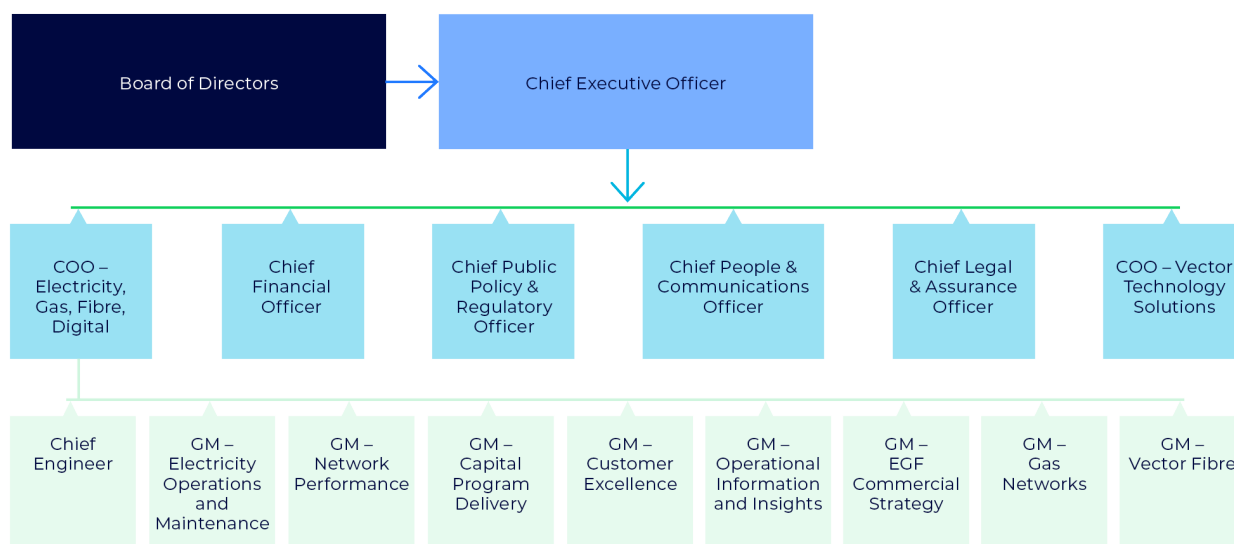 Board of Directors
Chief Executive Officer
COO –
Electricity,
Gas, Fibre,
Digital
Chief
Financial
Officer
Chief Public
Policy &
Regulatory
Officer
Chief People &
Communications
Officer
Chief Legal
& Assurance
Officer
COO – Vector
Technology
Solutions
Chief
Engineer
GM –
Electricity
Operations
and
Maintenance
GM –
Network
Performance
GM –
Capital
Program
Delivery
GM –
Customer
Excellence
GM –
Operational
Information
and Insights
GM –
EGF
Commercial
Strategy
GM –
Gas
Networks
GM –
Vector Fibre